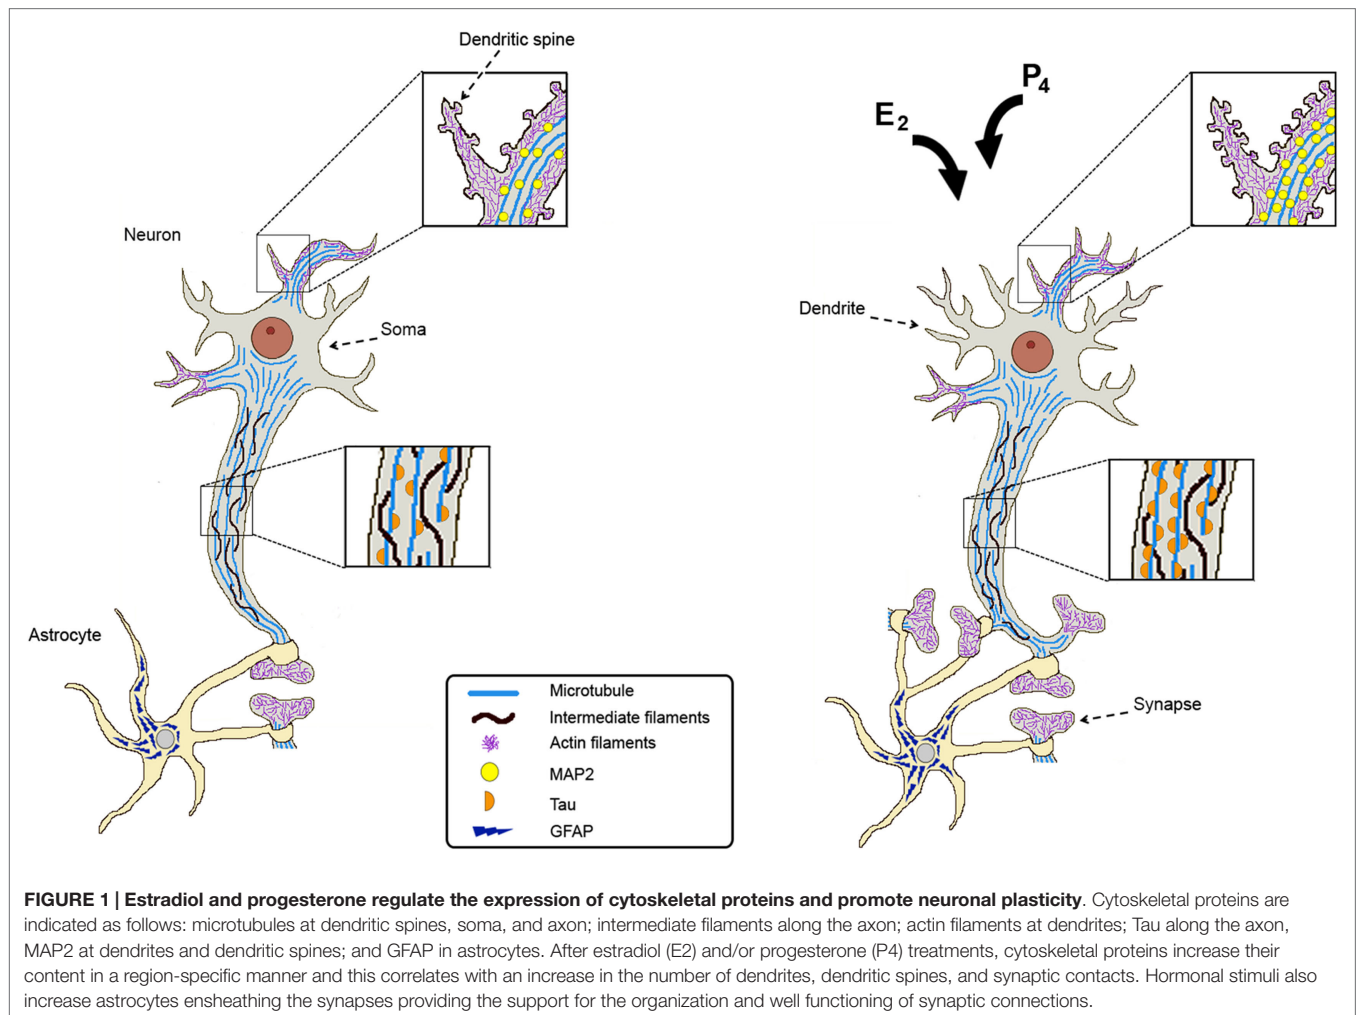 Dendritic spine
Neuron
Soma
Astrocyte
E2
P4
Dendrite
Synapse
Microtubule
Intermediate filaments
Actin filaments
MAP2
Tau
GFAP
FIGURE 1 | Estradiol and progesterone regulate the expression of cytoskeletal proteins and promote neuronal plasticity. Cytoskeletal proteins are
indicated as follows: microtubules at dendritic spines, soma, and axon; intermediate filaments along the axon; actin filaments at dendrites; Tau along the axon,
MAP2 at dendrites and dendritic spines; and GFAP in astrocytes. After estradiol (E2) and/or progesterone (P4) treatments, cytoskeletal proteins increase their
content in a region-specific manner and this correlates with an increase in the number of dendrites, dendritic spines, and synaptic contacts. Hormonal stimuli also
increase astrocytes ensheathing the synapses providing the support for the organization and well functioning of synaptic connections.